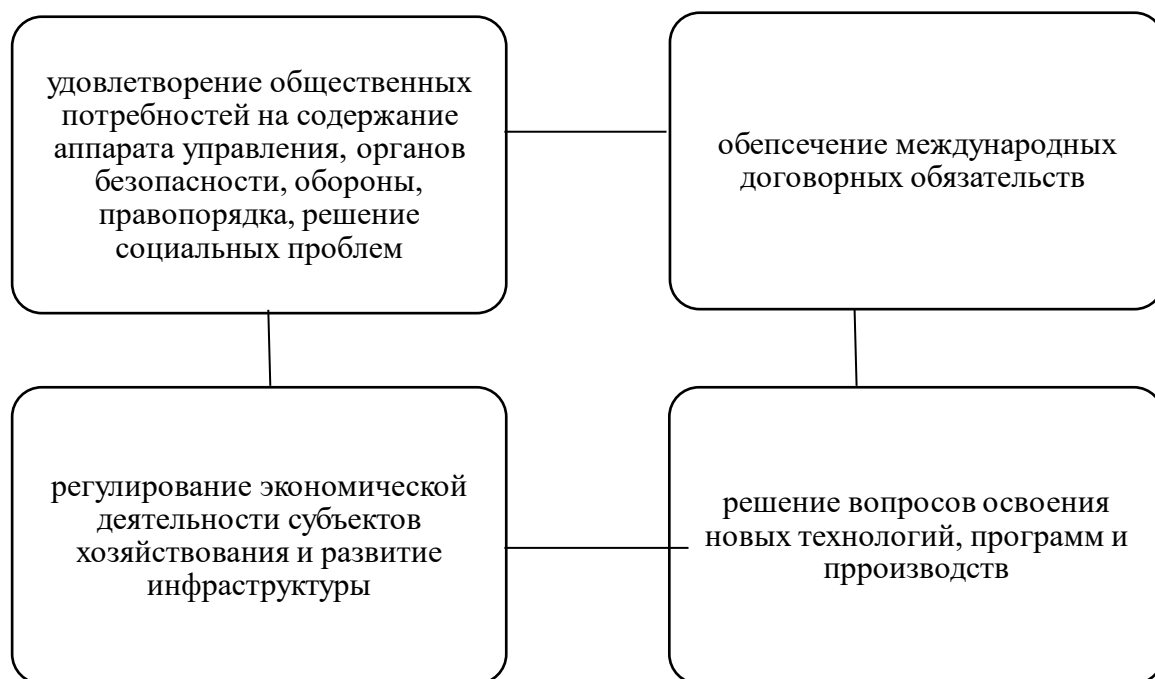 удовлетворение общественных
потребностей на содержание
аппарата управления, органов
безопасности, обороны,
правопорядка, решение
социальных проблем
обепсечение международных
договорных обязательств
регулирование экономической
деятельности субъектов
хозяйствования и развитие
инфраструктуры
решение вопросов освоения
новых технологий, программ и
прроизводств